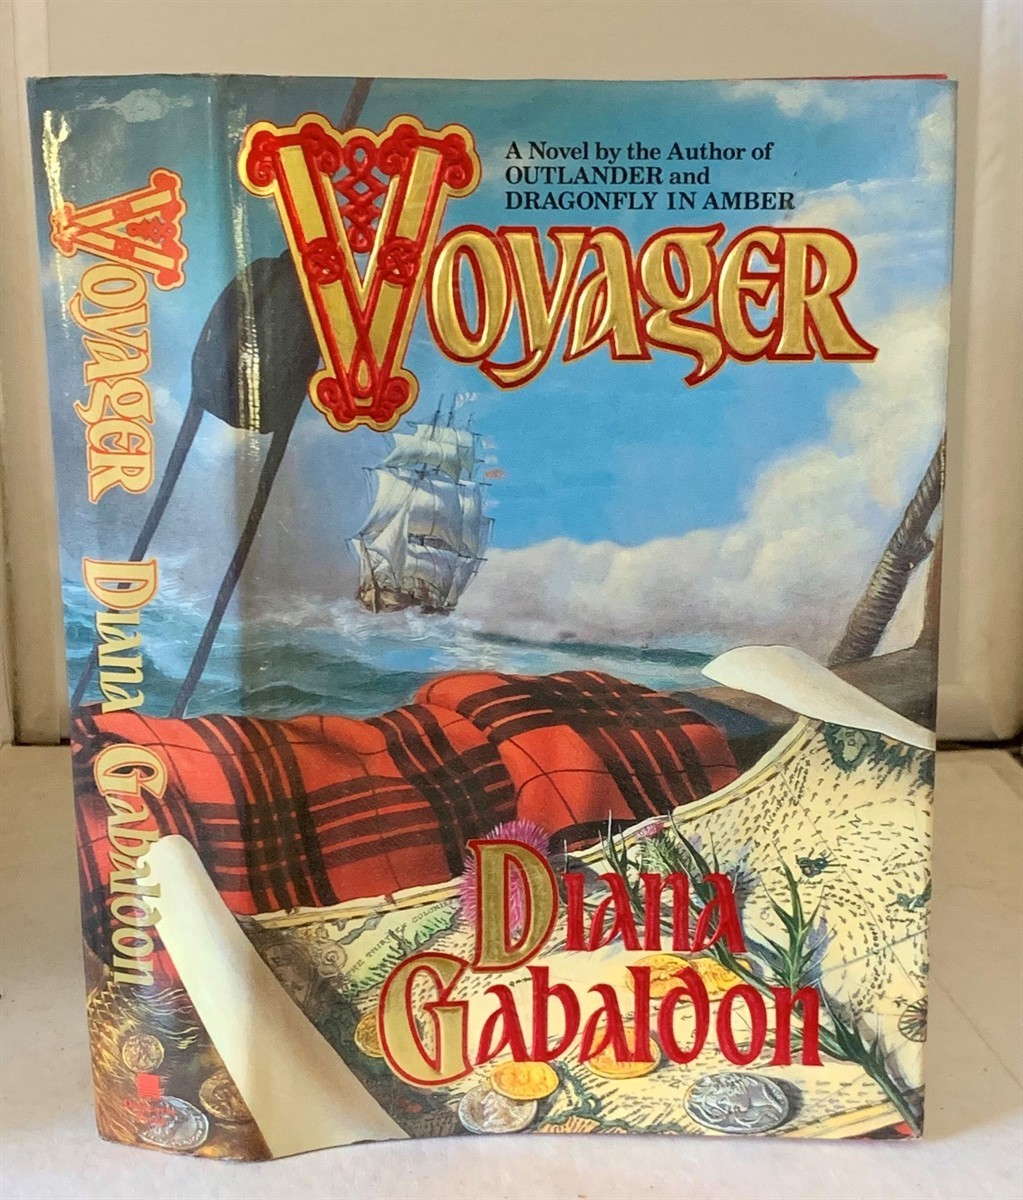 Voyager
Diana Gabaldon
A Novel by the Author of
OUTLANDER and
DRAGONFLY IN AMBER
Voyager
Diana
Gabaldon